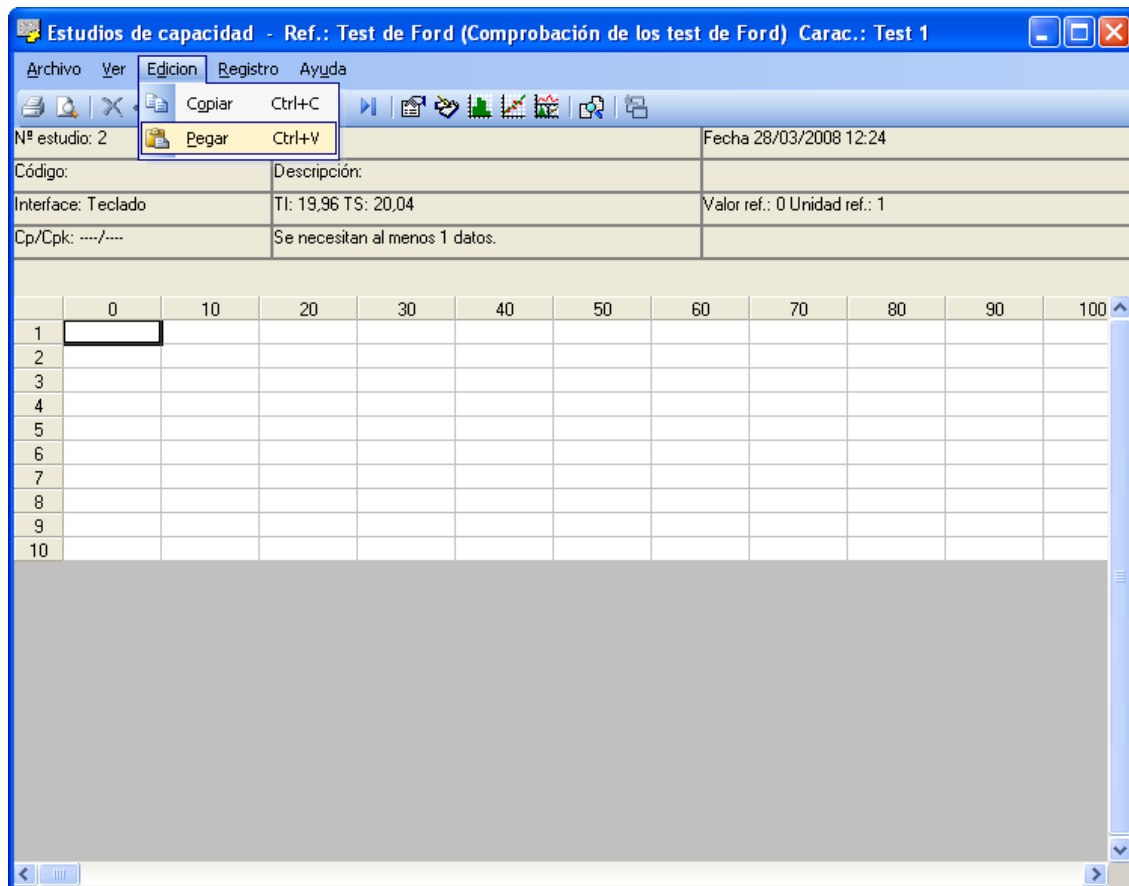 Estudios de capacidad - Ref.: Test de Ford (Comprobación de los test de Ford) Carac.: Test 1
Archivo Ver Edicion Registro Ayuda
Copiar Ctrl+C
Pegar Ctrl+V
Nº estudio: 2 Fecha 28/03/2008 12:24
Código: Descripción:
Interface: Teclado TI: 19,96 TS: 20,04 Valor ref.: 0 Unidad ref.: 1
Cp/Cpk: ----/---- Se necesitan al menos 1 datos.
0 10 20 30 40 50 60 70 80 90 100
1
2
3
4
5
6
7
8
9
10